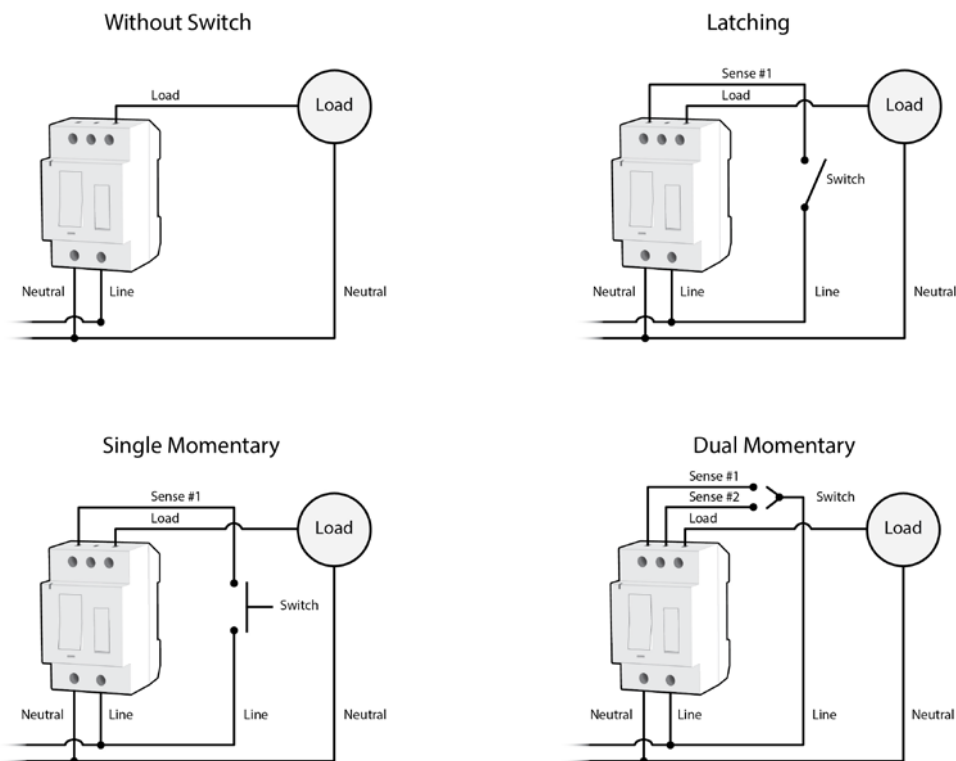 Without Switch
Load
Load
Neutral
Line
Neutral
Latching
Sense #1
Load
Load
Switch
Neutral
Line
Line
Neutral
Single Momentary
Sense #1
Load
Load
Switch
Neutral
Line
Line
Neutral
Dual Momentary
Sense #1
Sense #2
Switch
Load
Load
Neutral
Line
Line
Neutral